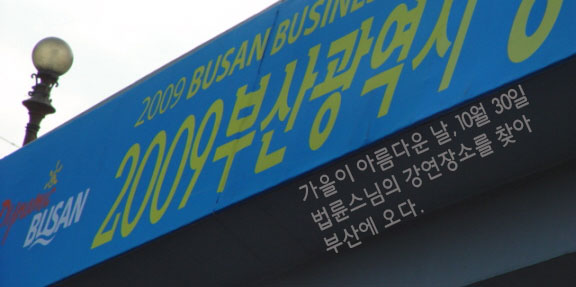 2009 BUSAN BUSINE
2009부산광역시
Dynamic
BUSAN
가을이 아름다운 날, 10월 30일
법륜스님의 강연장소를 찾아
부산에 오다.